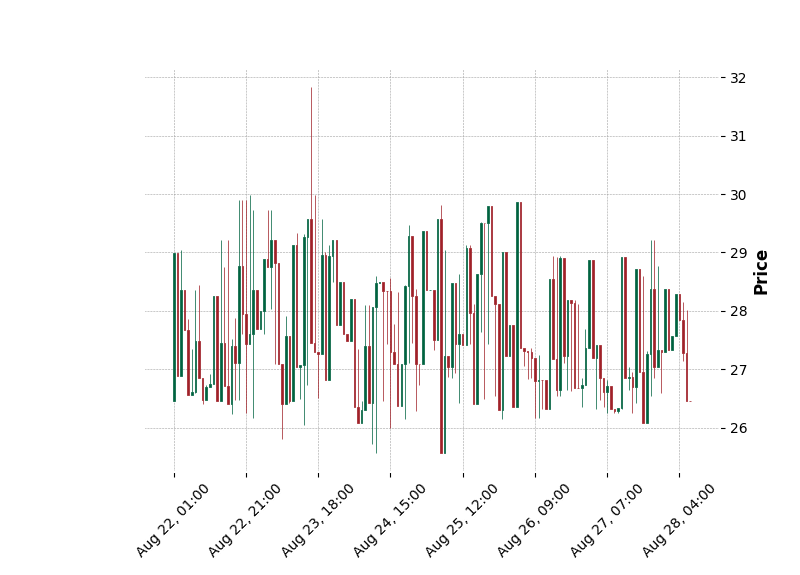 32
31
30
29
28
27
26
Price
Aug 22, 01:00
Aug 22, 21:00
Aug 23, 18:00
Aug 24, 15:00
Aug 25, 12:00
Aug 26, 09:00
Aug 27, 07:00
Aug 28, 04:00